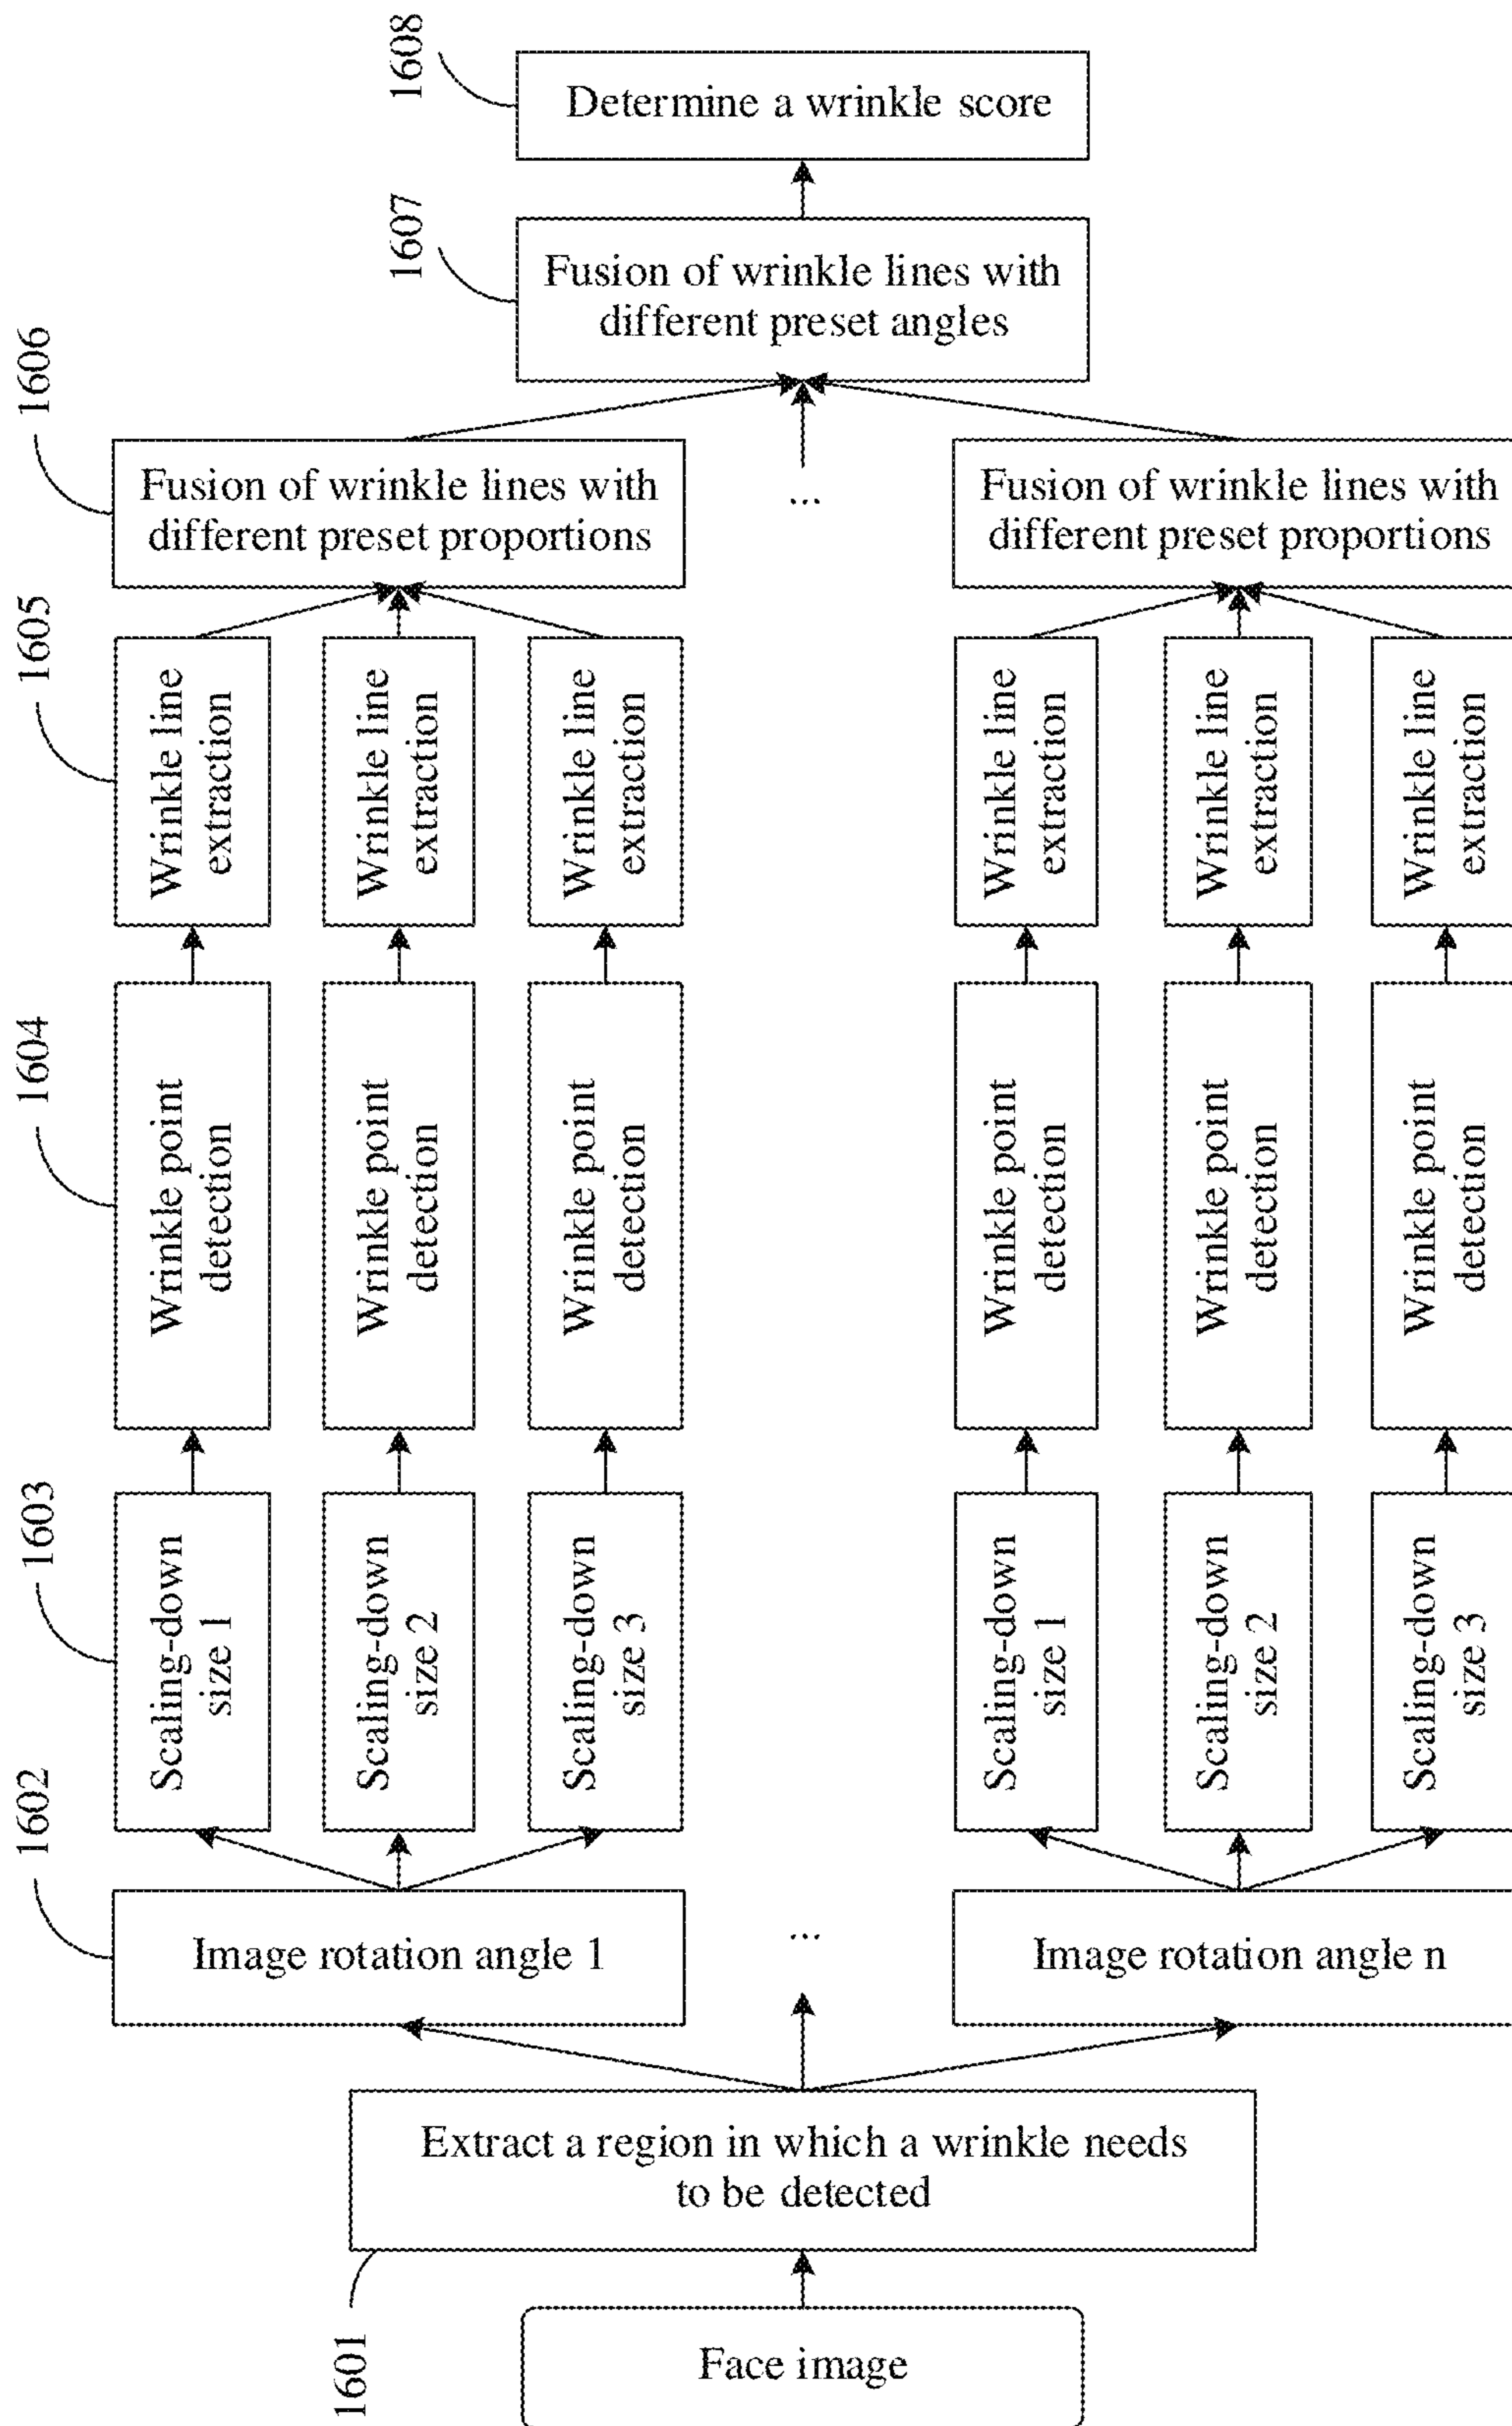 1608
Determine a wrinkle score
1607
Fusion of wrinkle lines with
different preset angles
1606
Fusion of wrinkle lines with
different preset proportions
...
Fusion of wrinkle lines with
different preset proportions
1605
Wrinkle line
extraction
Wrinkle line
extraction
Wrinkle line
extraction
Wrinkle line
extraction
Wrinkle line
extraction
Wrinkle line
extraction
1604
Wrinkle point
detection
Wrinkle point
detection
Wrinkle point
detection
Wrinkle point
detection
Wrinkle point
detection
Wrinkle point
detection
1603
Scaling-down
size 1
Scaling-down
size 2
Scaling-down
size 3
Scaling-down
size 1
Scaling-down
size 2
Scaling-down
size 3
1602
Image rotation angle 1
...
Image rotation angle n
Extract a region in which a wrinkle needs
to be detected
1601
Face image